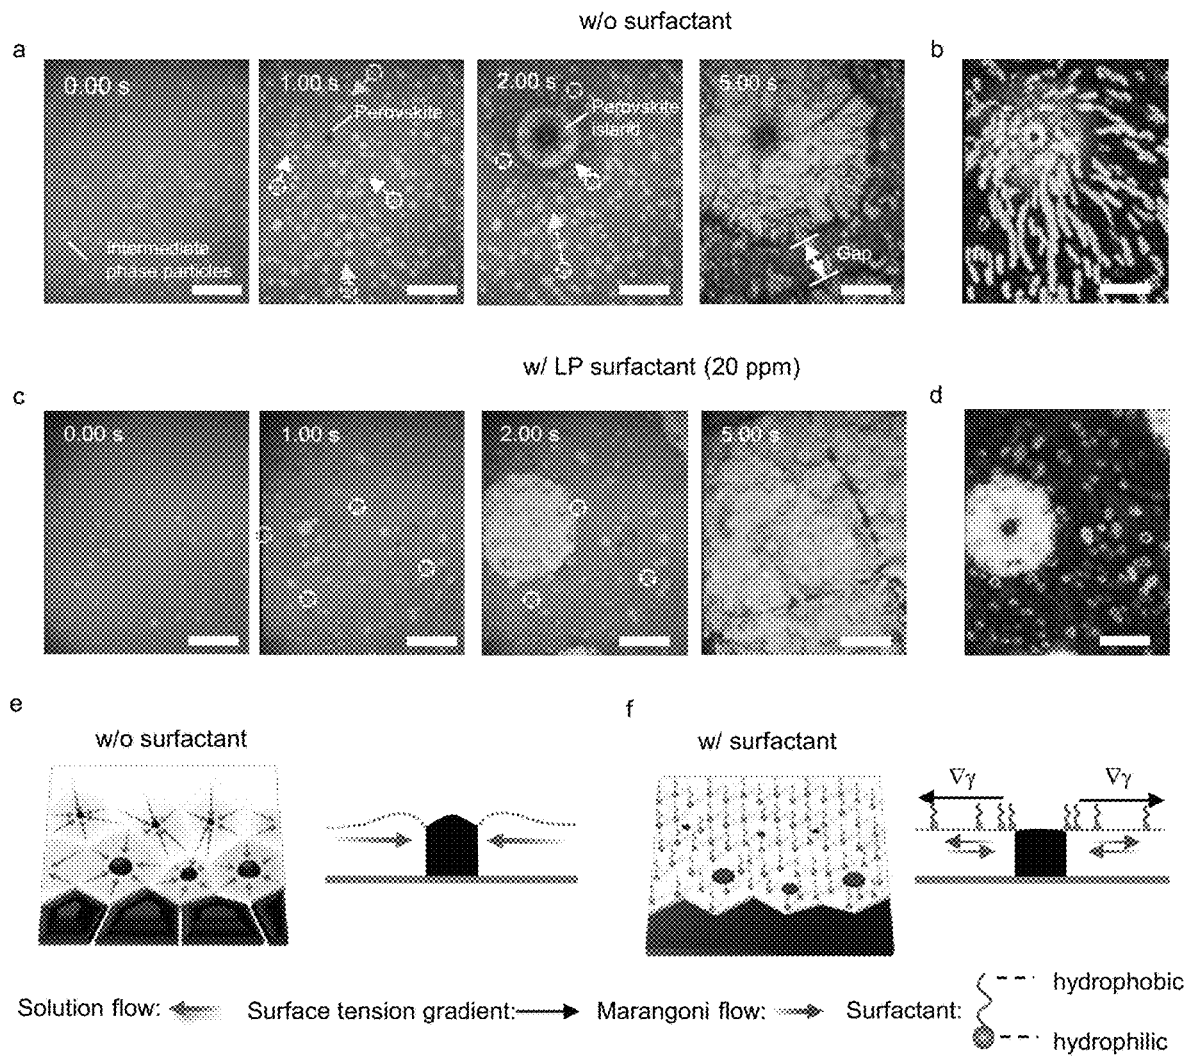 w/o surfactant
a
b
0.00 s
1.00 s
2.00 s
5.00 s
Perovskite
Perovskite
island
Intermediate
phase particles
Gap
w/ LP surfactant (20 ppm)
c
d
0.00 s
1.00 s
2.00 s
5.00 s
e
f
w/o surfactant
w/ surfactant
∇γ
∇γ
Solution flow:
Surface tension gradient:
Marangoni flow:
Surfactant:
hydrophobic
hydrophilic